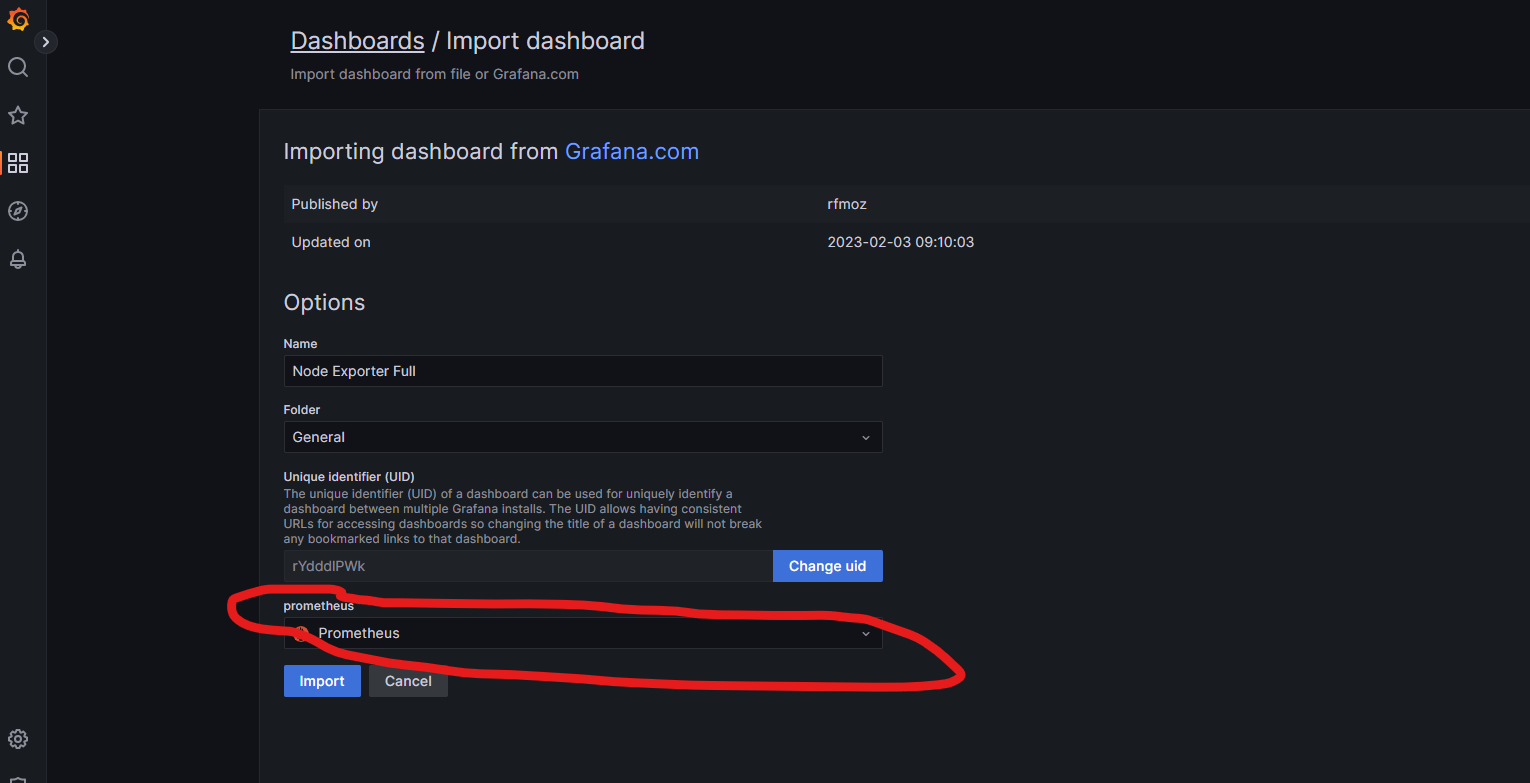 Dashboards / Import dashboard
Import dashboard from file or Grafana.com
Importing dashboard from Grafana.com
Published by rfmoz
Updated on 2023-02-03 09:10:03
Options
Name
Node Exporter Full
Folder
General
Unique identifier (UID)
The unique identifier (UID) of a dashboard can be used for uniquely identify a
dashboard between multiple Grafana installs. The UID allows having consistent
URLs for accessing dashboards so changing the title of a dashboard will not break
any bookmarked links to that dashboard.
rYdddlPWk Change uid
prometheus
Prometheus
Import Cancel